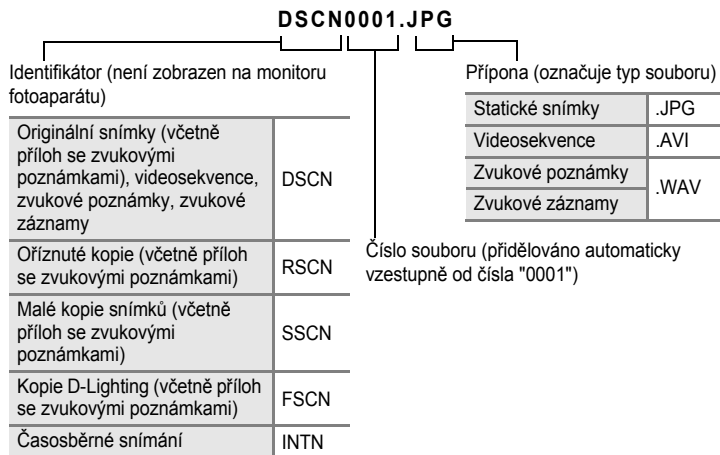 DSCN0001.JPG
Identifikátor (není zobrazen na monitoru
fotoaparátu)
Originální snímky (včetně
příloh se zvukovými
poznámkami), videosekvence,
zvukové poznámky, zvukové
záznamy
DSCN
Oříznuté kopie (včetně příloh
se zvukovými poznámkami)
RSCN
Malé kopie snímků (včetně
příloh se zvukovými
poznámkami)
SSCN
Kopie D-Lighting (včetně příloh
se zvukovými poznámkami)
FSCN
Časosběrné snímání
INTN
Číslo souboru (přidělováno automaticky
vzestupně od čísla "0001")
Přípona (označuje typ souboru)
Statické snímky
.JPG
Videosekvence
.AVI
Zvukové poznámky
.WAV
Zvukové záznamy